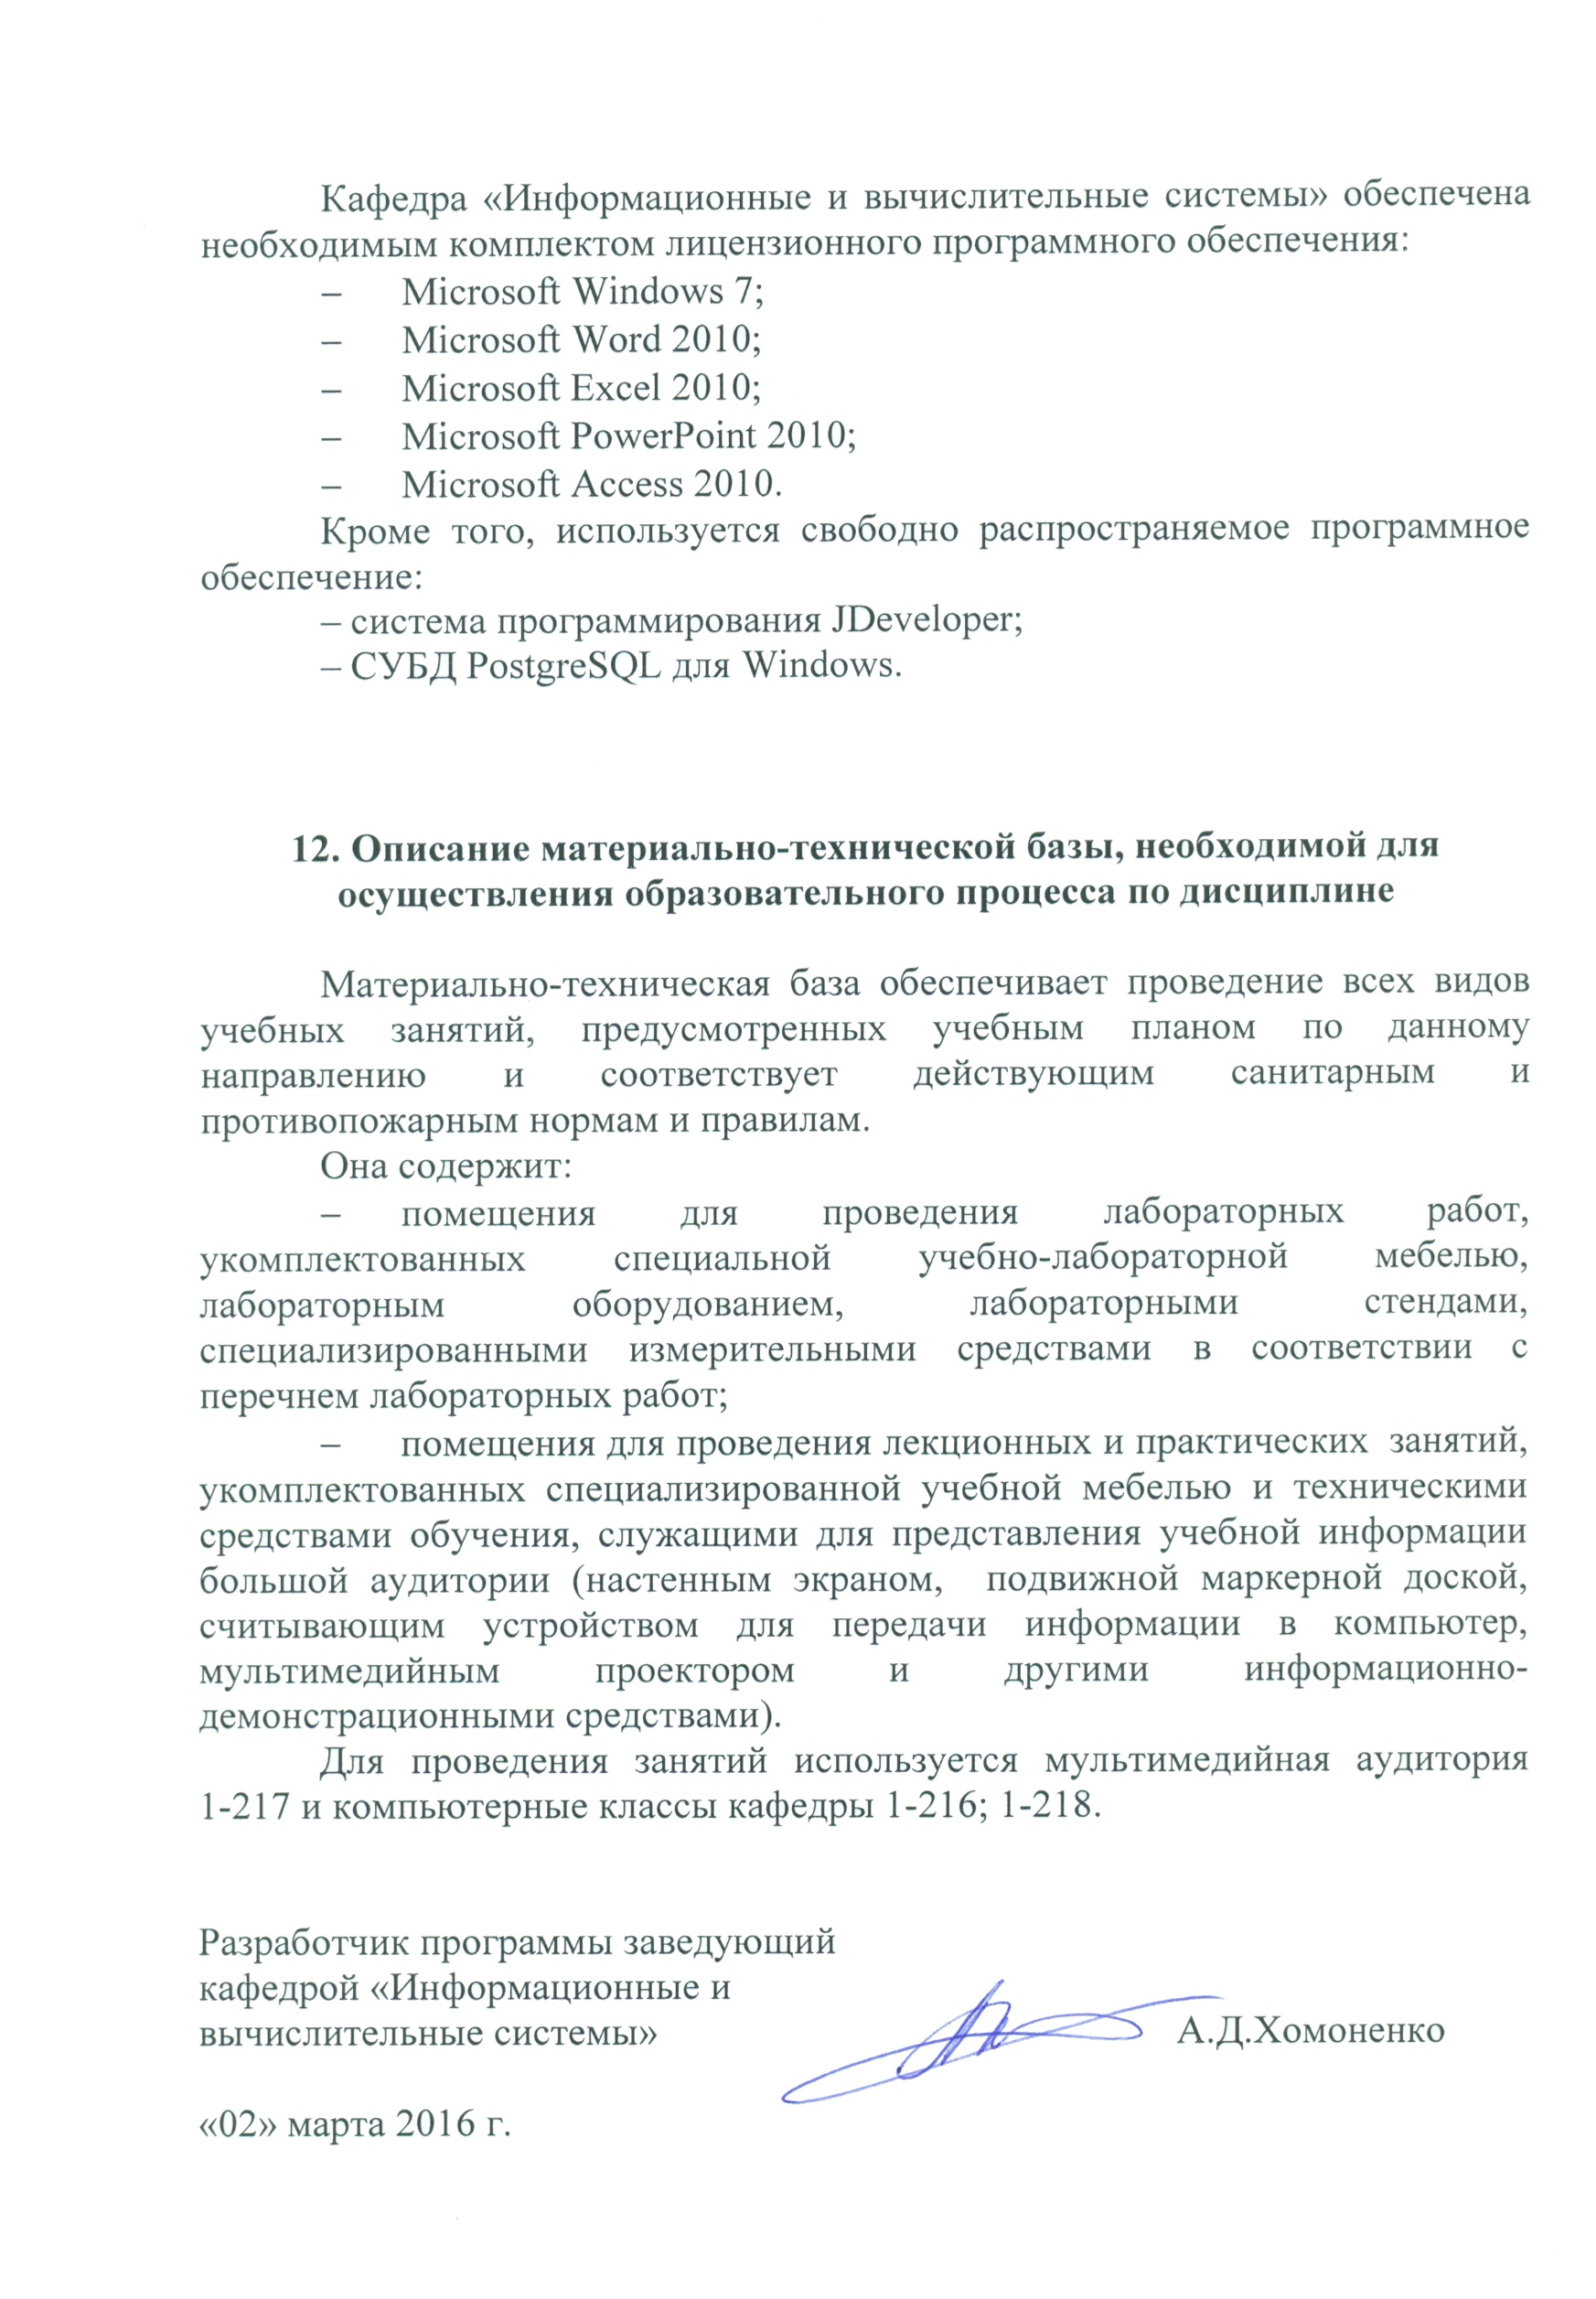 Кафедра «Информационные и вычислительные системы» обеспечена
необходимым комплектом лицензионного программного обеспечения:
– Microsoft Windows 7;
– Microsoft Word 2010;
– Microsoft Excel 2010;
– Microsoft PowerPoint 2010;
– Microsoft Access 2010.
Кроме того, используется свободно распространяемое программное
обеспечение:
– система программирования JDeveloper;
– СУБД PostgreSQL для Windows.
12. Описание материально-технической базы, необходимой для
осуществления образовательного процесса по дисциплине
Материально-техническая база обеспечивает проведение всех видов
учебных занятий, предусмотренных учебным планом по данному
направлению и соответствует действующим санитарным и
противопожарным нормам и правилам.
Она содержит:
– помещения для проведения лабораторных работ,
укомплектованных специальной учебно-лабораторной мебелью,
лабораторным оборудованием, лабораторными стендами,
специализированными измерительными средствами в соответствии с
перечнем лабораторных работ;
– помещения для проведения лекционных и практических занятий,
укомплектованных специализированной учебной мебелью и техническими
средствами обучения, служащими для представления учебной информации
большой аудитории (настенным экраном, подвижной маркерной доской,
считывающим устройством для передачи информации в компьютер,
мультимедийным проектором и другими информационно-
демонстрационными средствами).
Для проведения занятий используется мультимедийная аудитория
1-217 и компьютерные классы кафедры 1-216; 1-218.
Разработчик программы заведующий
кафедрой «Информационные и
вычислительные системы» А.Д.Хомоненко
«02» марта 2016 г.